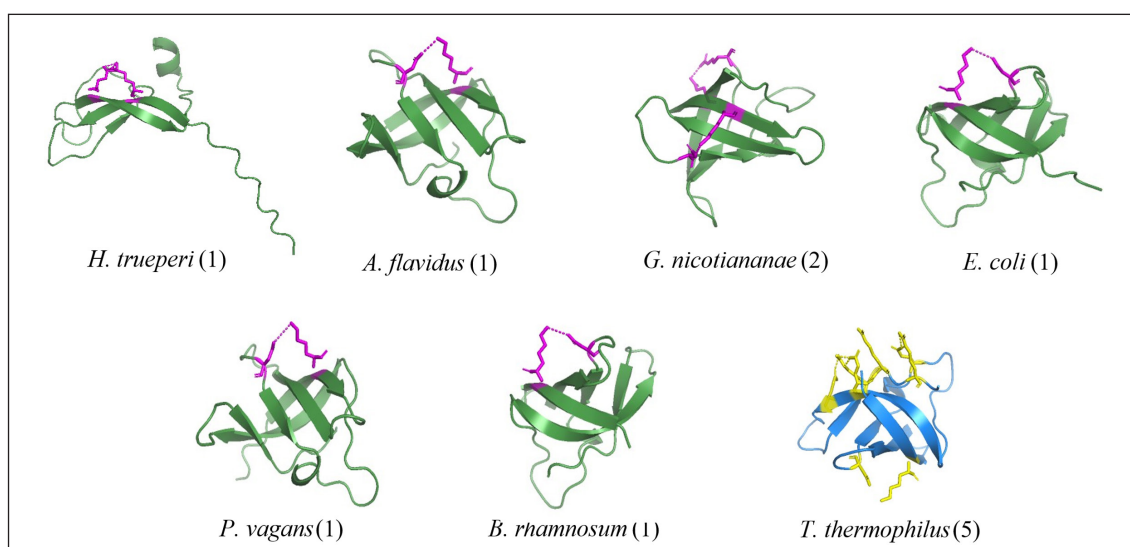 H. trueperi (1)
A. flavidus (1)
G. nicotiananae (2)
E. coli (1)
P. vagans (1)
B. rhamnosum (1)
T. thermophilus (5)